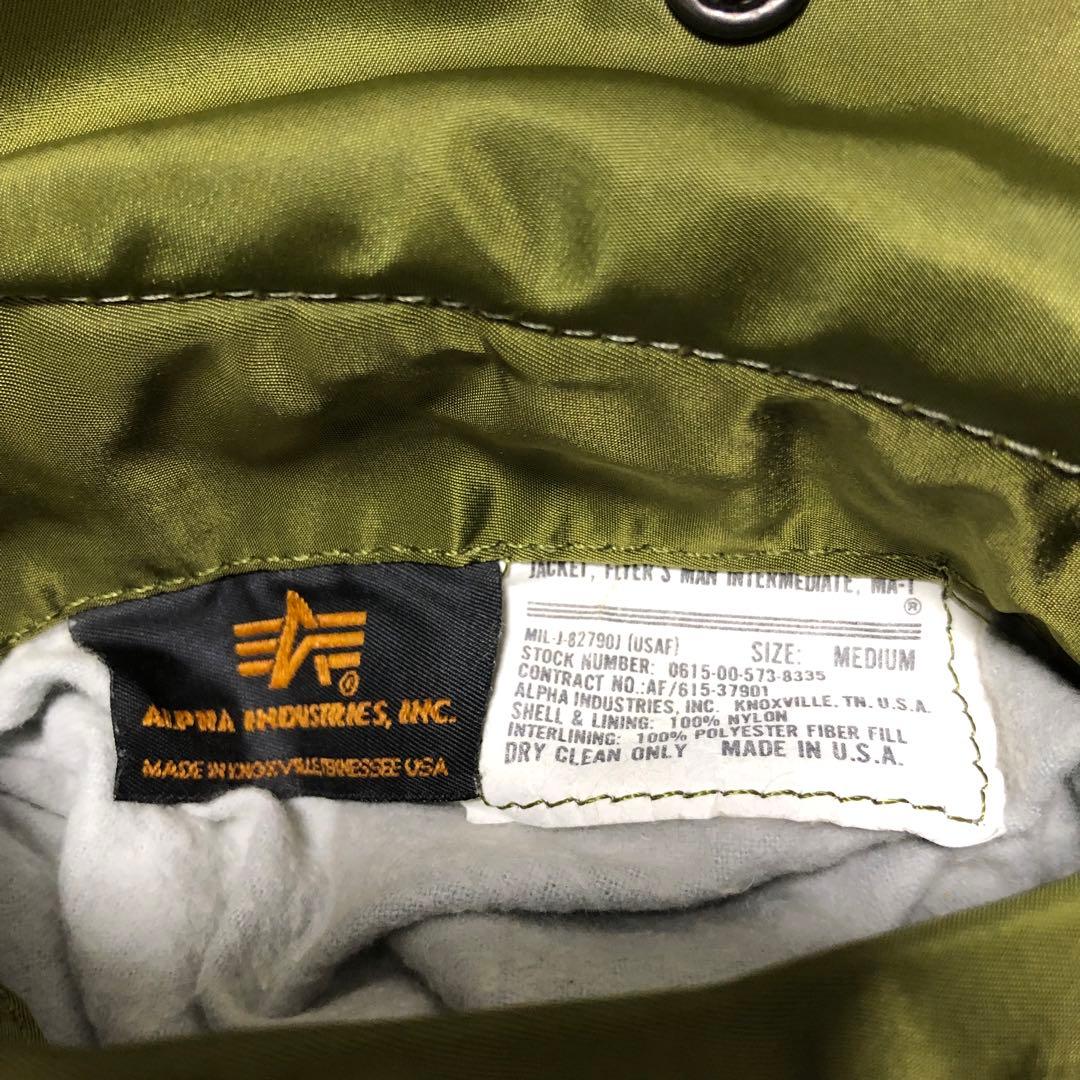 ALPHA INDUSTRIES, INC.
MADE IN KNOXVILLE TENNESSEE USA
JACKET, FLYER'S MAN INTERMEDIATE, MA-1
®
MIL-J-82790J (USAF) SIZE: MEDIUM
STOCK NUMBER: 0615-00-573-8335
CONTRACT NO.:AF/615-37901
ALPHA INDUSTRIES, INC. KNOXVILLE, TN. U.S.A.
SHELL & LINING: 100% NYLON
INTERLINING: 100% POLYESTER FIBER FILL
DRY CLEAN ONLY MADE IN U.S.A.